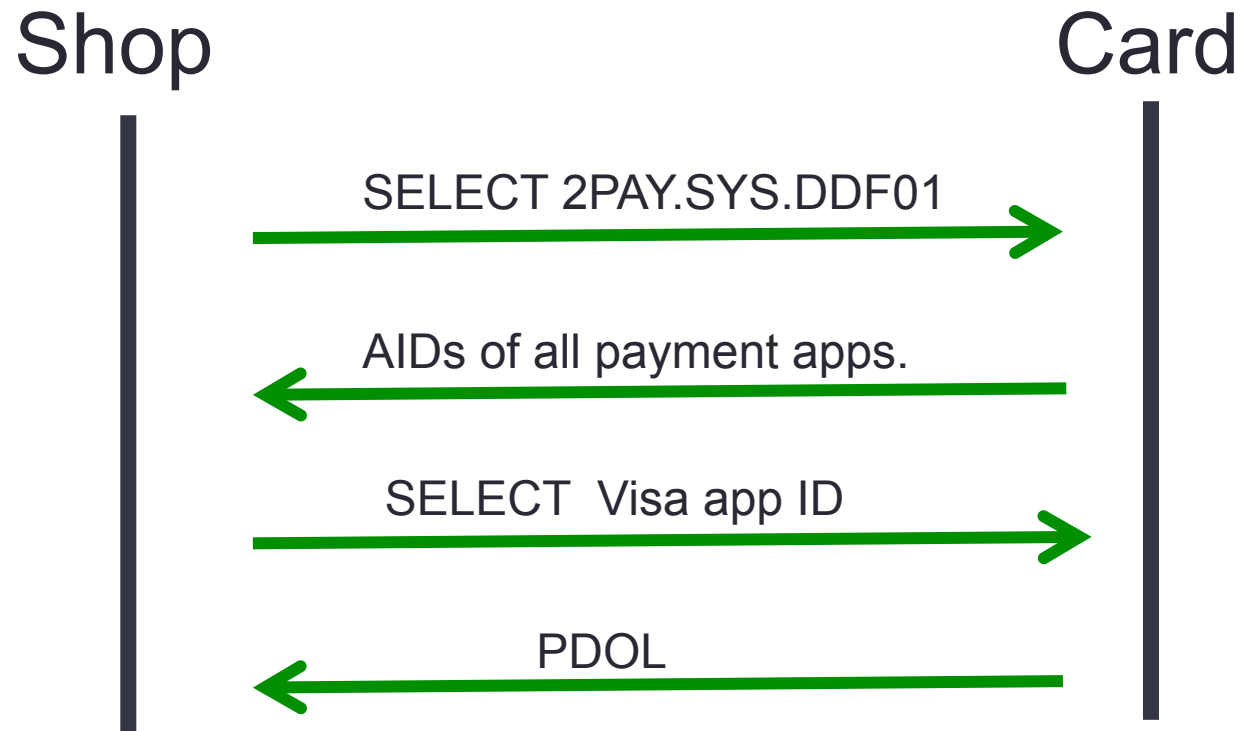 Shop
Card
SELECT 2PAY.SYS.DDF01
AIDs of all payment apps.
SELECT  Visa app ID
PDOL